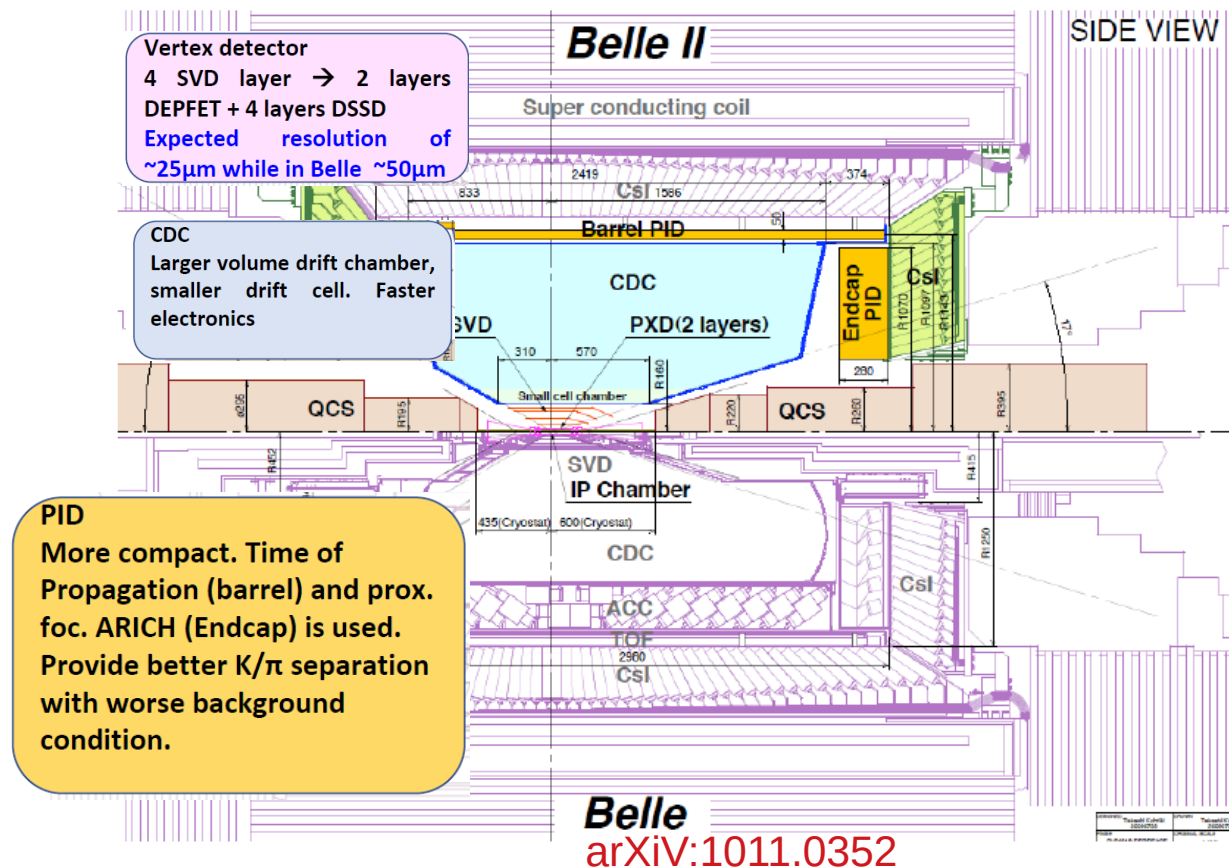 Belle II
SIDE VIEW
Vertex detector
4 SVD layer → 2 layers
DEPFET + 4 layers DSSD
Expected resolution of
~25µm while in Belle ~50µm
Super conducting coil
2419
374
833
CsI
1586
50
Barrel PID
CDC
Larger volume drift chamber,
smaller drift cell. Faster
electronics
CDC
Endcap
PID
CsI
R1070
R1097
R1143
17°
SVD
PXD(2 layers)
310
570
R160
280
Small cell chamber
ø295
QCS
R195
R220
QCS
R260
R395
R452
SVD
IP Chamber
R415
435(Cryostat)
600(Cryostat)
R1250
PID
More compact. Time of
Propagation (barrel) and prox.
foc. ARICH (Endcap) is used.
Provide better K/π separation
with worse background
condition.
CDC
CsI
ACC
TOF
2980
CsI
Belle
arXiV:1011.0352